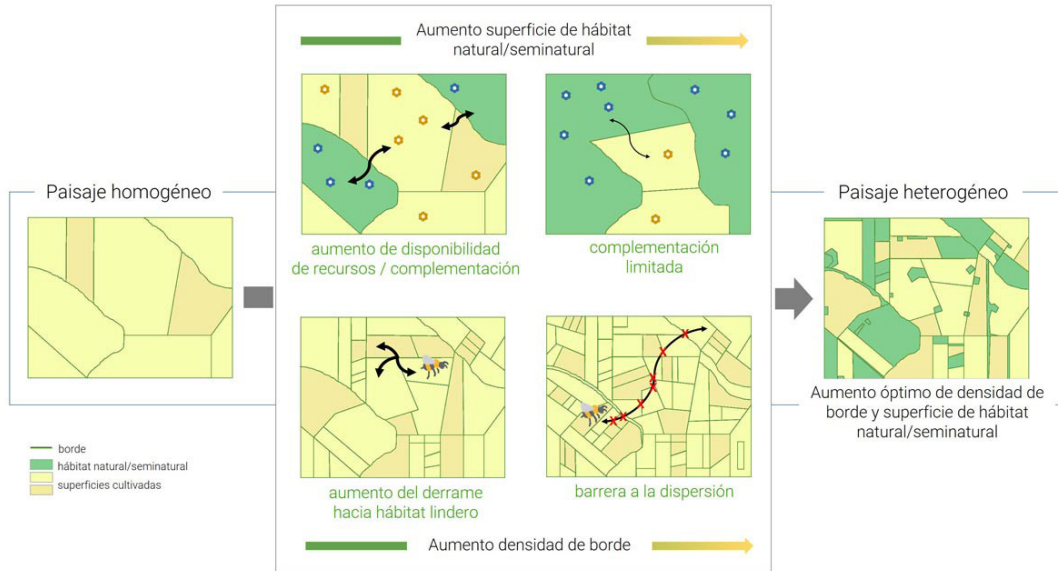 Aumento superficie de hábitat
natural/seminatural
aumento de disponibilidad
de recursos / complementación
complementación
limitada
Paisaje homogéneo
Paisaje heterogéneo
borde
hábitat natural/seminatural
superficies cultivadas
aumento del derrame
hacia hábitat lindero
barrera a la dispersión
Aumento densidad de borde
Aumento óptimo de densidad de
borde y superficie de hábitat
natural/seminatural